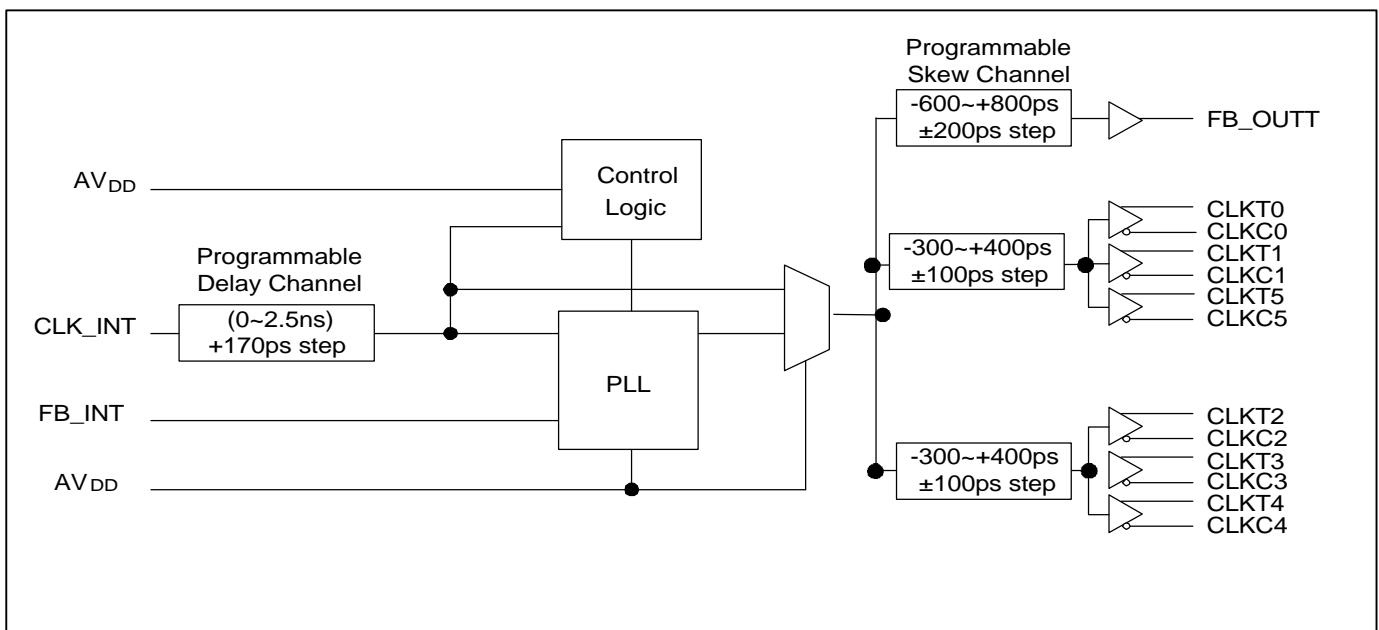 Programmable
Skew Channel
-600~+800ps
±200ps step
FB_OUTT
AVDD
Control
Logic
CLKT0
CLKC0
CLKT1
CLKC1
CLKT5
CLKC5
-300~+400ps
±100ps step
Programmable
Delay Channel
CLK_INT
(0~2.5ns)
+170ps step
PLL
FB_INT
AVDD
-300~+400ps
±100ps step
CLKT2
CLKC2
CLKT3
CLKC3
CLKT4
CLKC4